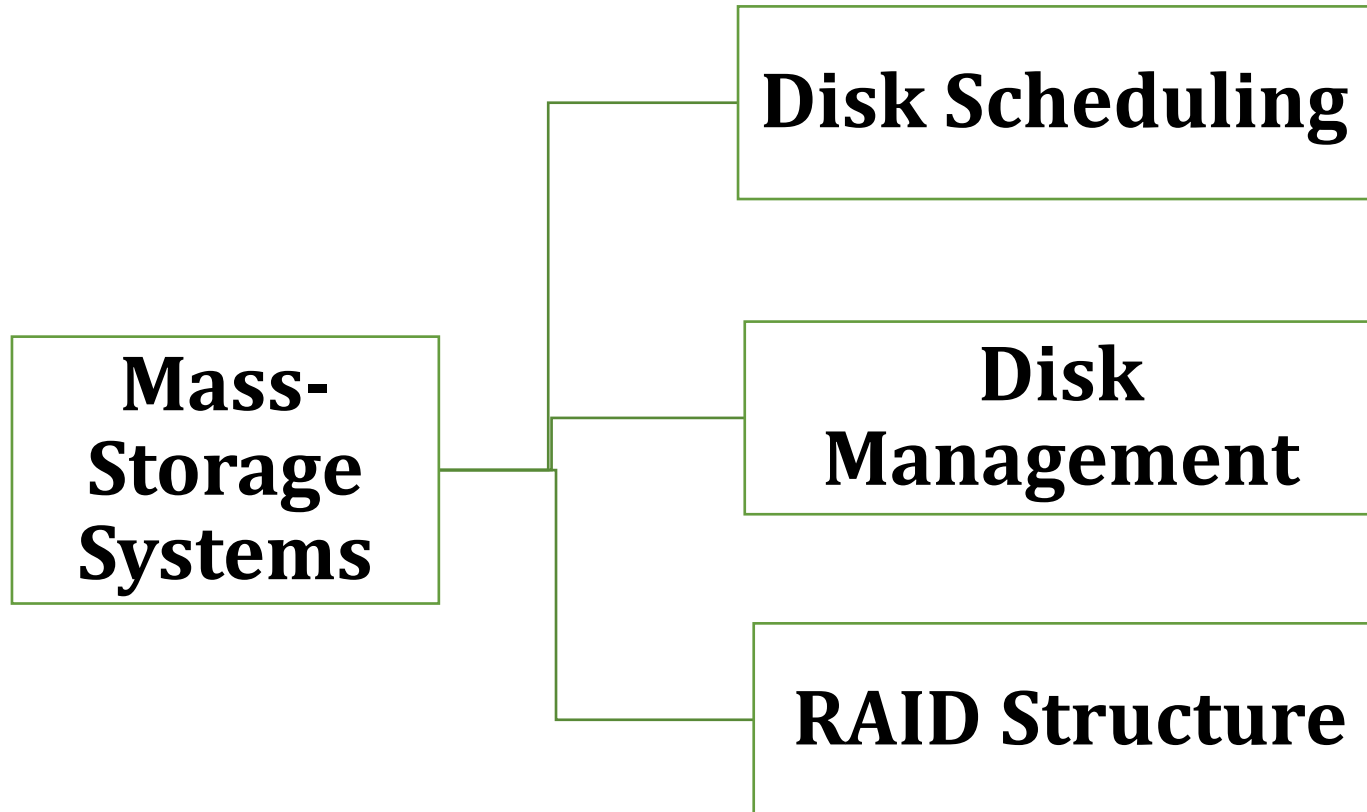 Disk Scheduling
Mass-
Storage
Systems
Disk
Management
RAID Structure